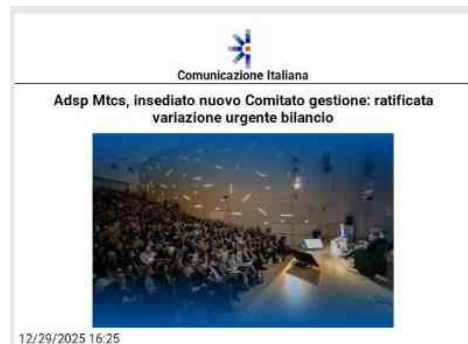 Comunicazione Italiana
Adsp Mtcs, insediato nuovo Comitato gestione: ratificata
variazione urgente bilancio
12/29/2025 16:25